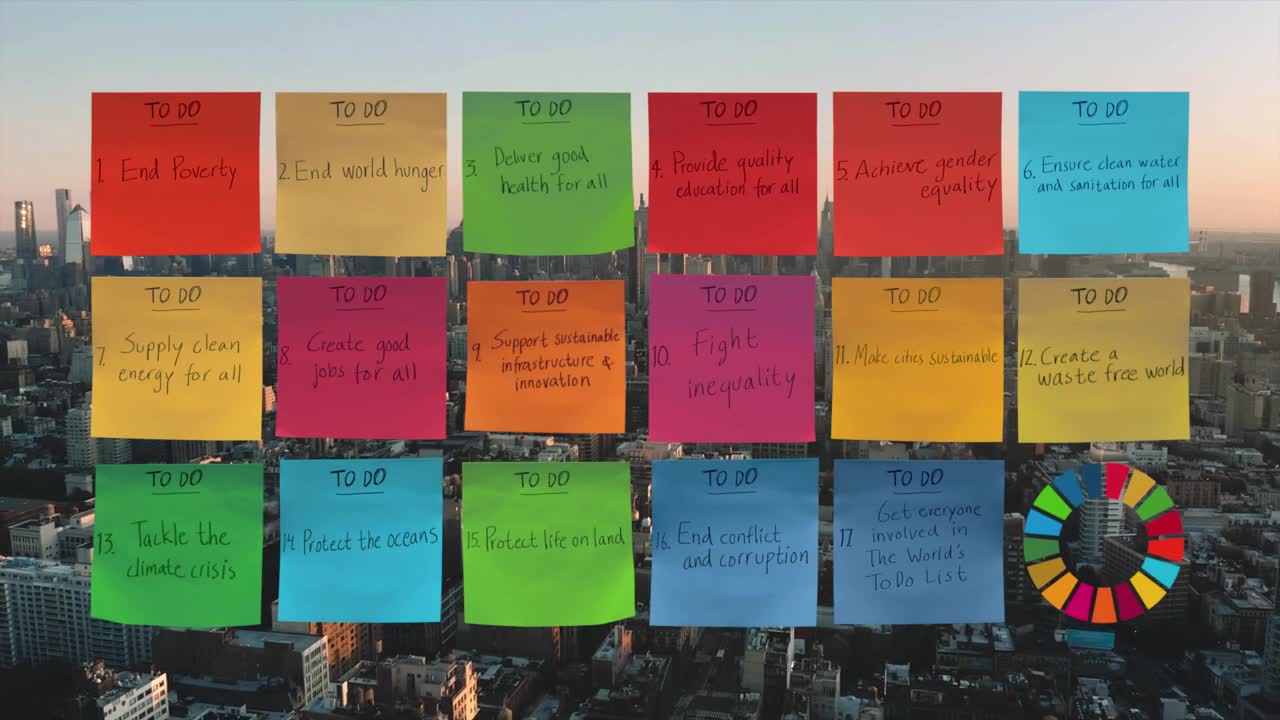 TO DO
1. End Poverty
TO DO
2. End world hunger
TO DO
3. Deliver good
health for all
TO DO
4. Provide quality
education for all
TO DO
5. Achieve gender
equality
TO DO
6. Ensure clean water
and sanitation for all
TO DO
7. Supply clean
energy for all
TO DO
8. Create good
jobs for all
TO DO
9. Support sustainable
infrastructure &
innovation
TO DO
10. Fight
inequality
TO DO
11. Make cities sustainable
TO DO
12. Create a
waste free world
TO DO
13. Tackle the
climate crisis
TO DO
14. Protect the oceans
TO DO
15. Protect life on land
TO DO
16. End conflict
and corruption
TO DO
17. Get everyone
involved in
The World's
To Do List